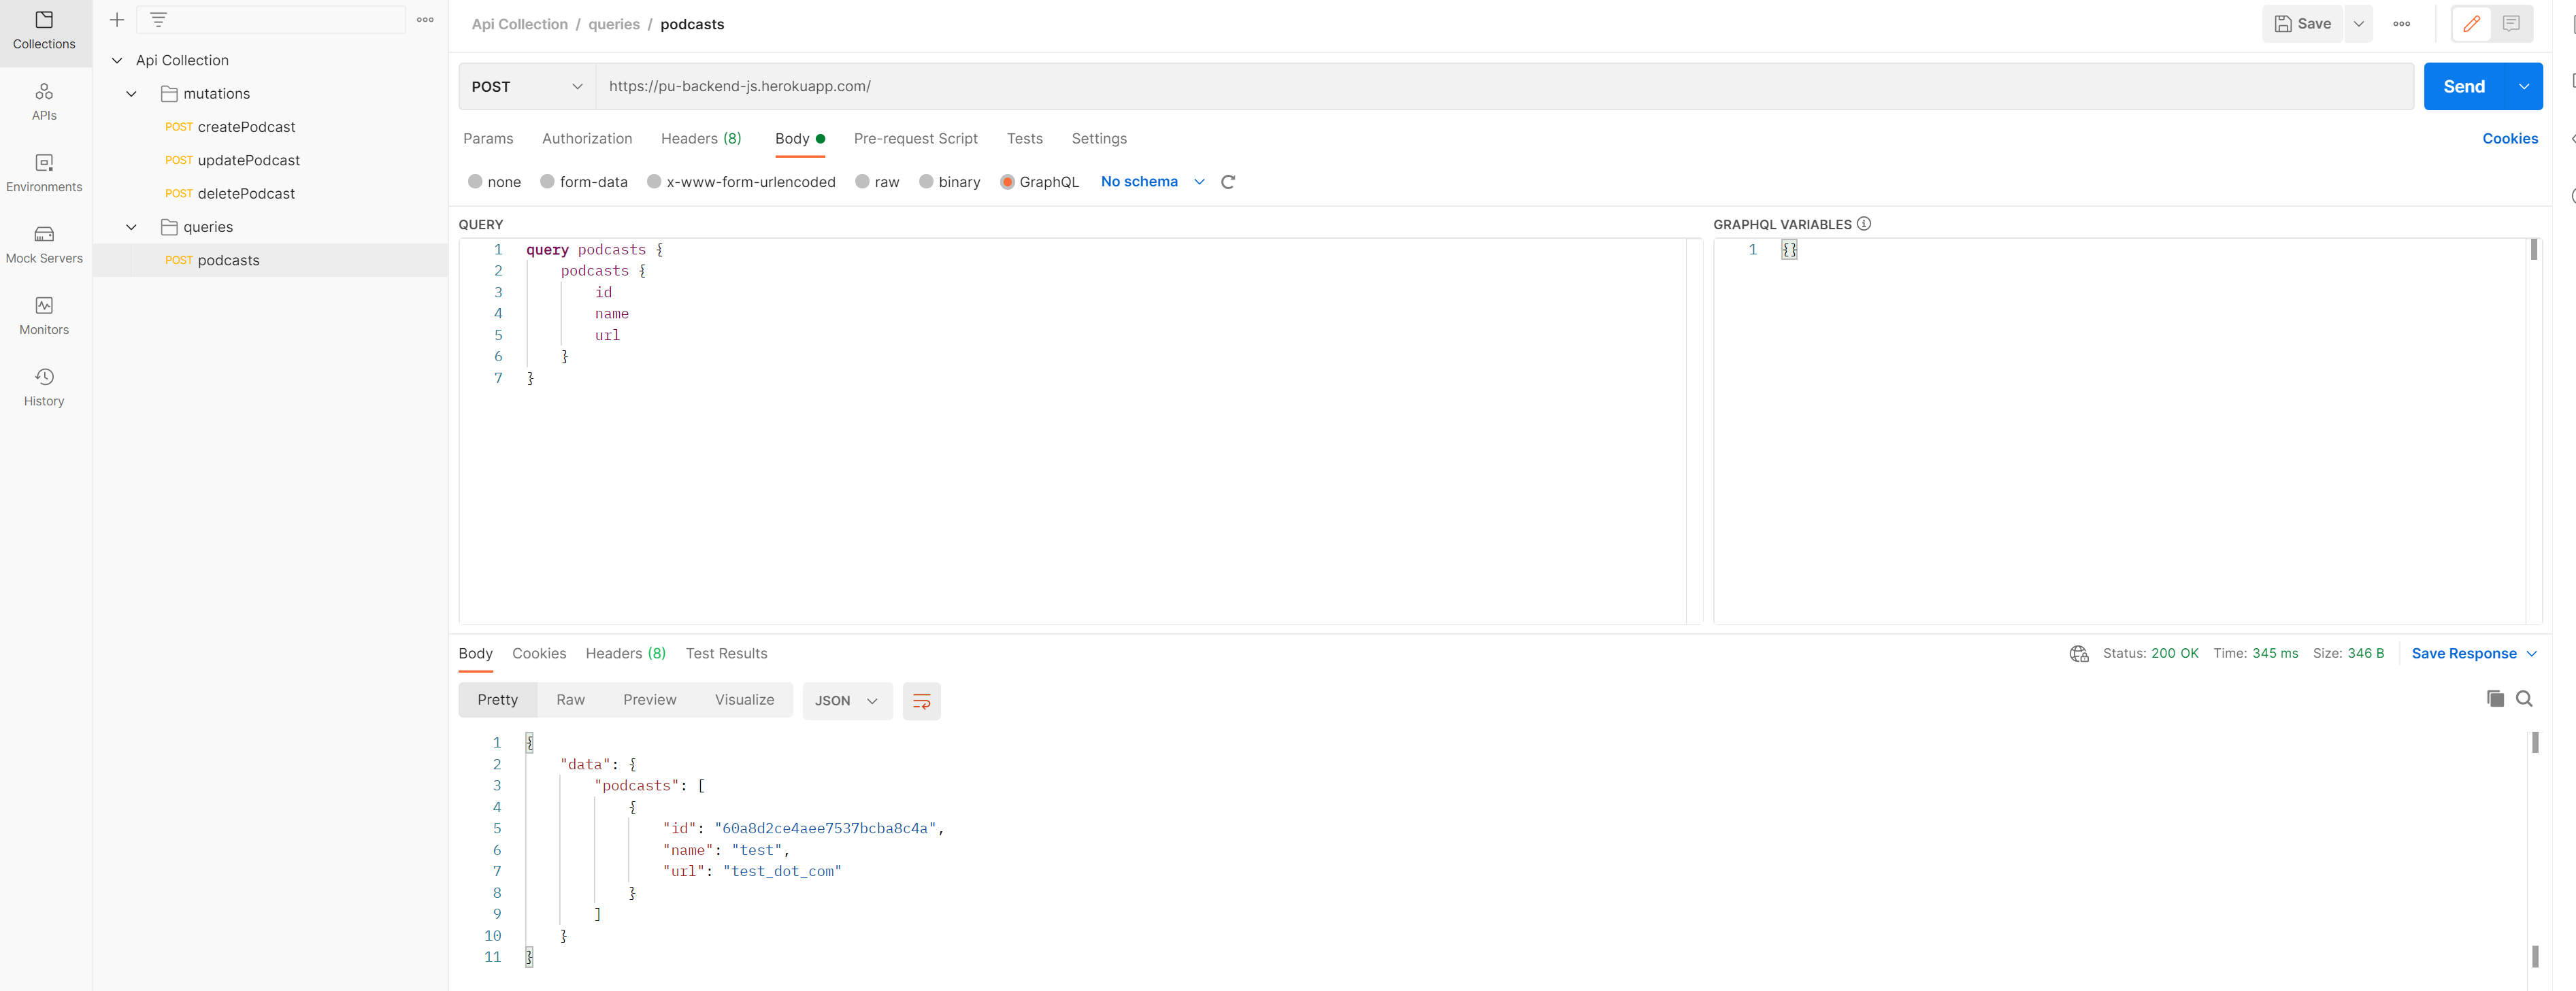 Collections
APIs
Environments
Mock Servers
Monitors
History
Api Collection
mutations
POST createPodcast
POST updatePodcast
POST deletePodcast
queries
POST podcasts
Api Collection / queries / podcasts
Save
POST https://pu-backend-js.herokuapp.com/
Send
Params Authorization Headers (8) Body Pre-request Script Tests Settings Cookies
none form-data x-www-form-urlencoded raw binary GraphQL No schema
QUERY
1 query podcasts {
2 podcasts {
3 id
4 name
5 url
6 }
7 }
GRAPHQL VARIABLES
1 {}
Body Cookies Headers (8) Test Results Status: 200 OK Time: 345 ms Size: 346 B Save Response
Pretty Raw Preview Visualize JSON
1 {
2 "data": {
3 "podcasts": [
4 {
5 "id": "60a8d2ce4aee7537bcba8c4a",
6 "name": "test",
7 "url": "test_dot_com"
8 }
9 ]
10 }
11 }